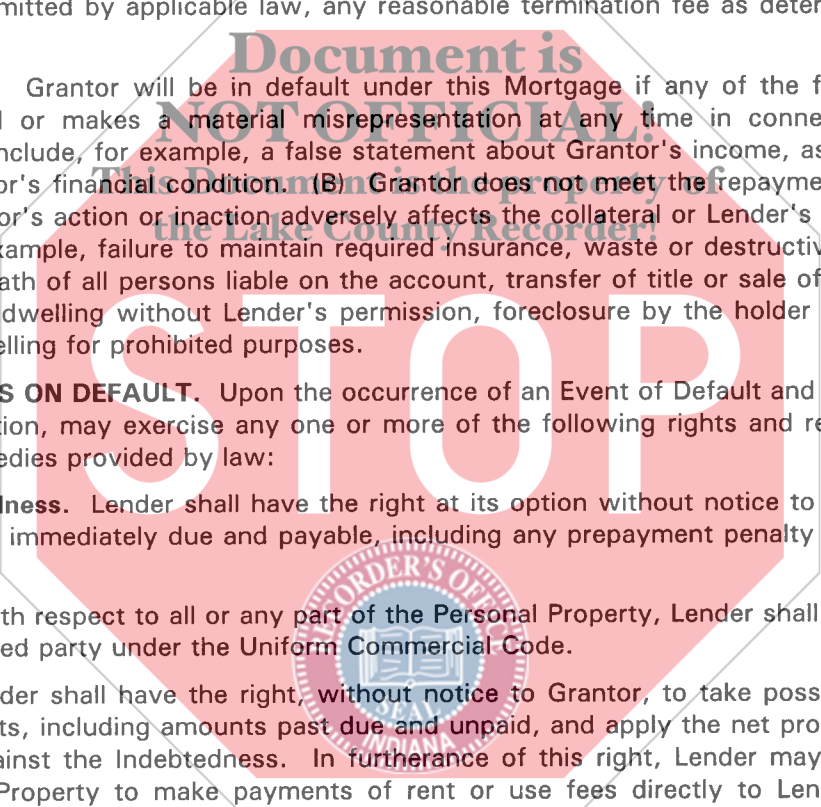 mitted by applicable law, any reasonable termination fee as deter
Document is
Grantor will be in default under this Mortgage if any of the f
NOT OFFICIAL!
l or makes a material misrepresentation at any time in conne
nclude, for example, a false statement about Grantor's income, as
This Document is the property of
or's financial condition. (B) Grantor does not meet the repayme
or's action or inaction adversely affects the collateral or Lender's
the Lake County Recorder!
xample, failure to maintain required insurance, waste or destructiv
ath of all persons liable on the account, transfer of title or sale of
dwelling without Lender's permission, foreclosure by the holder
elling for prohibited purposes.
STOP
S ON DEFAULT. Upon the occurrence of an Event of Default and
tion, may exercise any one or more of the following rights and re
edies provided by law:
dness. Lender shall have the right at its option without notice to
immediately due and payable, including any prepayment penalty
RECORDER'S OFFICE
th respect to all or any part of the Personal Property, Lender shall
ed party under the Uniform Commercial Code.
der shall have the right, without notice to Grantor, to take poss
SEAL
ts, including amounts past due and unpaid, and apply the net pro
INDIANA
ainst the Indebtedness. In furtherance of this right, Lender may
Property to make payments of rent or use fees directly to Len